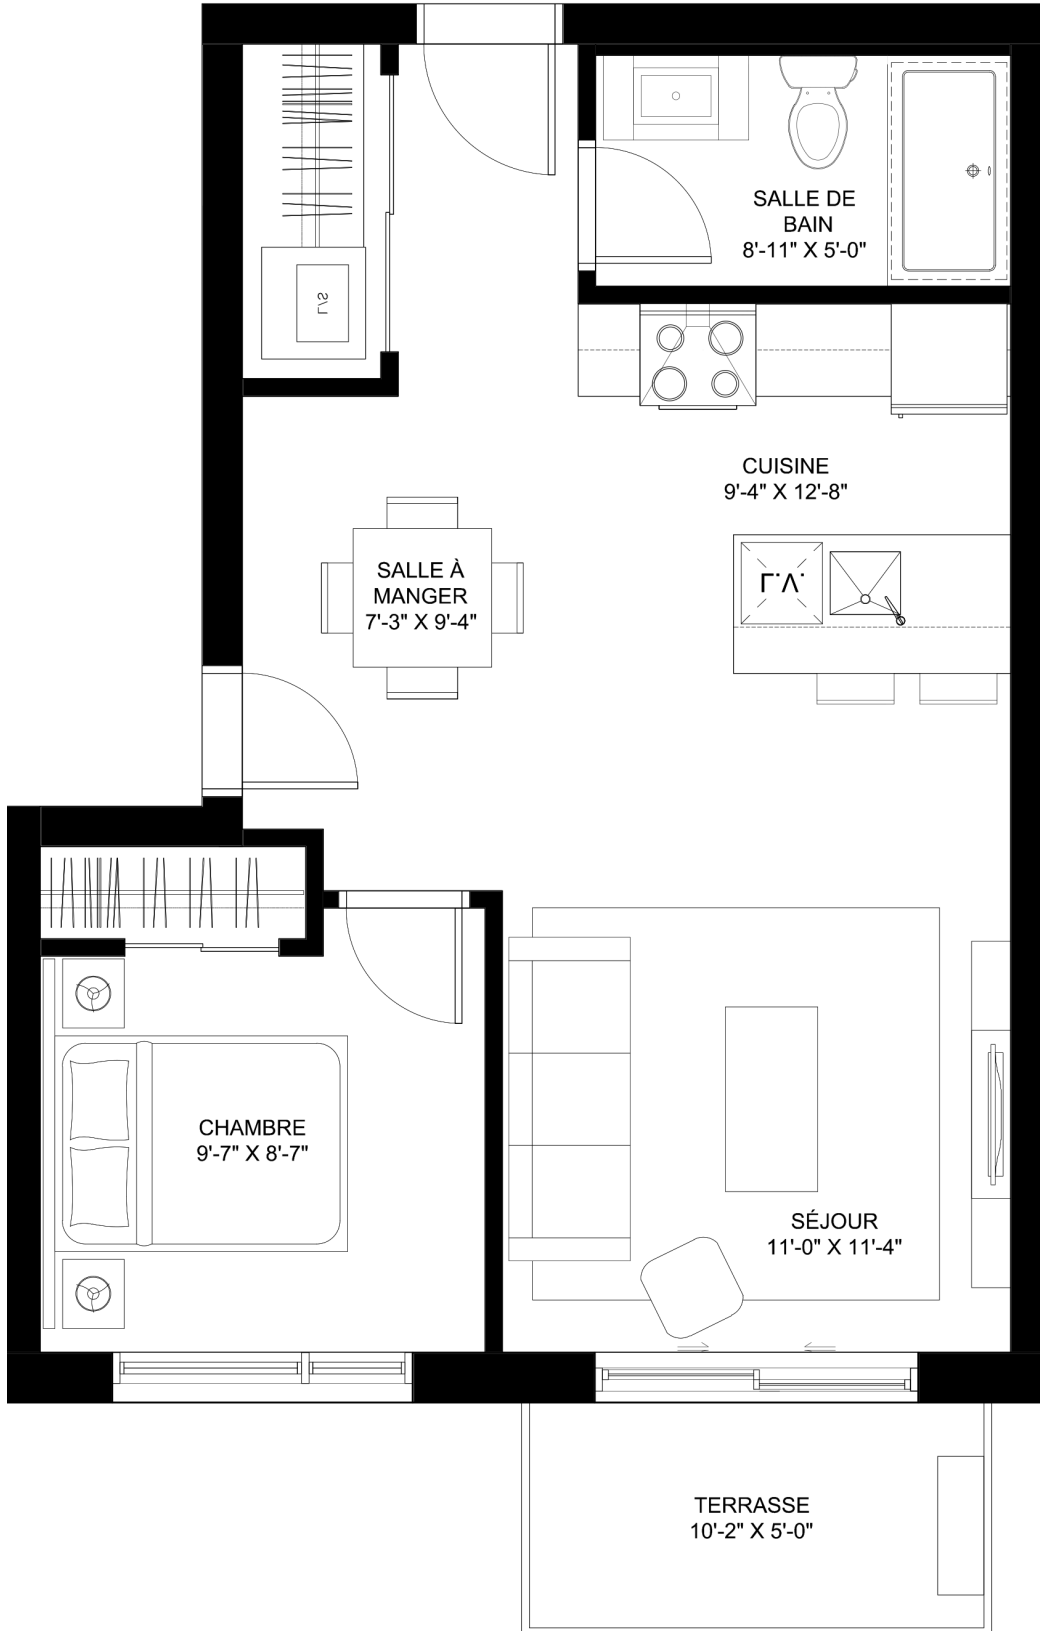 SALLE DE
BAIN
8'-11" X 5'-0"
L/S
CUISINE
9'-4" X 12'-8"
SALLE À
MANGER
7'-3" X 9'-4"
L.V.
CHAMBRE
9'-7" X 8'-7"
SÉJOUR
11'-0" X 11'-4"
TERRASSE
10'-2" X 5'-0"